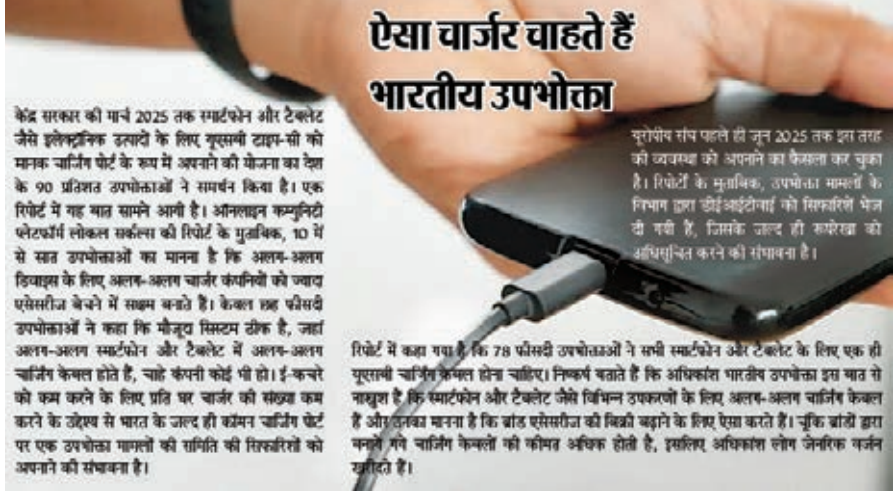 ऐसा चार्जर चाहते हैं
भारतीय उपभोक्ता
केंद्र सरकार की मार्च 2025 तक स्मार्टफोन और टैबलेट
जैसे इलेक्ट्रॉनिक उत्पादों के लिए यूएसबी टाइप-सी को
मानक चार्जिंग पोर्ट के रूप में अपनाने की योजना का देश
के 90 प्रतिशत उपभोक्ताओं ने समर्थन किया है। एक
रिपोर्ट में यह बात सामने आयी है। ऑनलाइन कम्युनिटी
प्लेटफॉर्म लोकल सर्कल्स की रिपोर्ट के मुताबिक, 10 में
से सात उपभोक्ताओं का मानना है कि अलग-अलग
डिवाइस के लिए अलग-अलग चार्जर कंपनियों को ज्यादा
एसेसरीज बेचने में सक्षम बनाते हैं। केवल छह फीसदी
उपभोक्ताओं ने कहा कि मौजूदा सिस्टम ठीक है, जहां
अलग-अलग स्मार्टफोन और टैबलेट में अलग-अलग
चार्जिंग केबल होते हैं, चाहे कंपनी कोई भी हो। ई-कचरे
को कम करने के लिए प्रति घर चार्जर की संख्या कम
करने के उद्देश्य से भारत के जल्द ही कॉमन चार्जिंग पोर्ट
पर एक उपभोक्ता मामलों की समिति की सिफारिशों को
अपनाने की संभावना है।
यूरोपीय संघ पहले ही जून 2025 तक इस तरह
की व्यवस्था को अपनाने का फैसला कर चुका
है। रिपोर्टों के मुताबिक, उपभोक्ता मामलों के
विभाग द्वारा डीईआईटीवाई को सिफारिशें भेज
दी गयी हैं, जिसके जल्द ही रूपरेखा को
अधिसूचित करने की संभावना है।
रिपोर्ट में कहा गया है कि 78 फीसदी उपभोक्ताओं ने सभी स्मार्टफोन और टैबलेट के लिए एक ही
यूएसबी चार्जिंग केबल होना चाहिए। निष्कर्ष बताते हैं कि अधिकांश भारतीय उपभोक्ता इस बात से
नाखुश है कि स्मार्टफोन और टैबलेट जैसे विभिन्न उपकरणों के लिए अलग-अलग चार्जिंग केबल
हैं और उनका मानना है कि ब्रांड एसेसरीज की बिक्री बढ़ाने के लिए ऐसा करते हैं। चूंकि ब्रांडों द्वारा
बनाये गये चार्जिंग केबलों की कीमत अधिक होती है, इसलिए अधिकांश लोग जेनरिक वर्जन
खरीदते हैं।